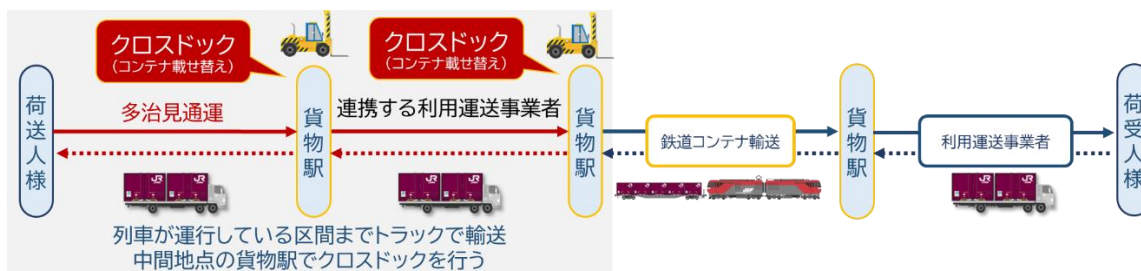 クロスドック
(コンテナ載せ替え)
クロスドック
(コンテナ載せ替え)
荷送人様
多治見通運
貨物駅
連携する利用運送事業者
貨物駅
鉄道コンテナ輸送
貨物駅
利用運送事業者
荷受人様
JR
JR
JR
列車が運行している区間までトラックで輸送
中間地点の貨物駅でクロスドックを行う